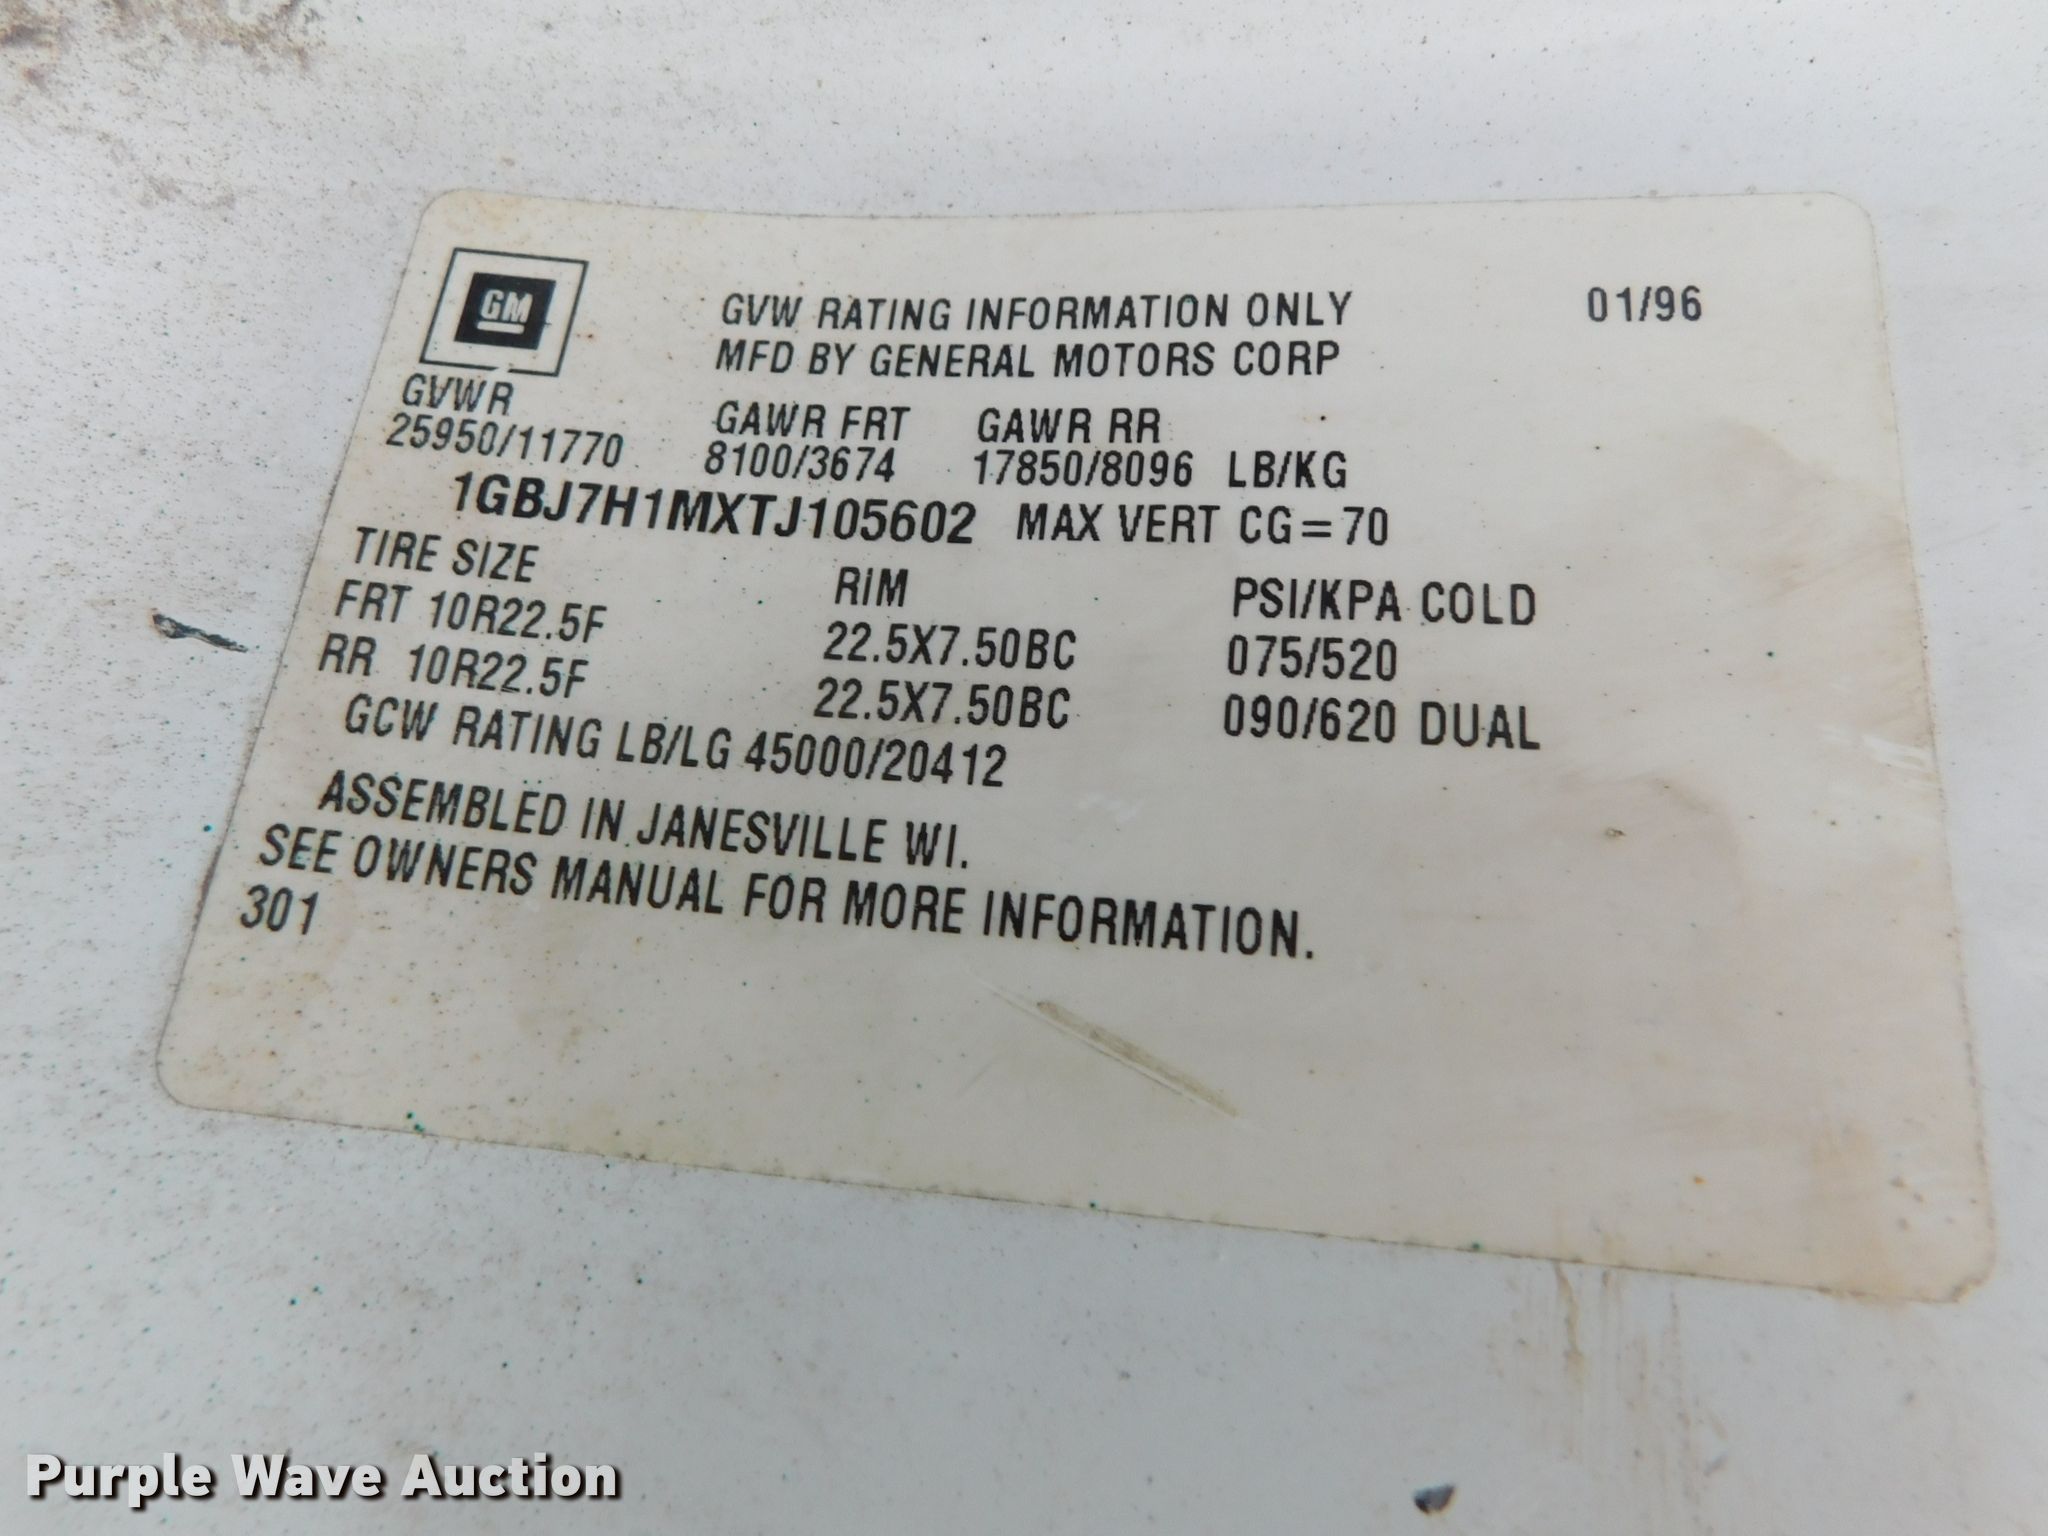 GM
GVW RATING INFORMATION ONLY 01/96
MFD BY GENERAL MOTORS CORP
GVWR GAWR FRT GAWR RR
25950/11770 8100/3674 17850/8096 LB/KG
1GBJ7H1MXTJ105602 MAX VERT CG=70
TIRE SIZE RIM PSI/KPA COLD
FRT 10R22.5F 22.5X7.50BC 075/520
RR 10R22.5F 22.5X7.50BC 090/620 DUAL
GCW RATING LB/LG 45000/20412
ASSEMBLED IN JANESVILLE WI.
SEE OWNERS MANUAL FOR MORE INFORMATION.
301
Purple Wave Auction